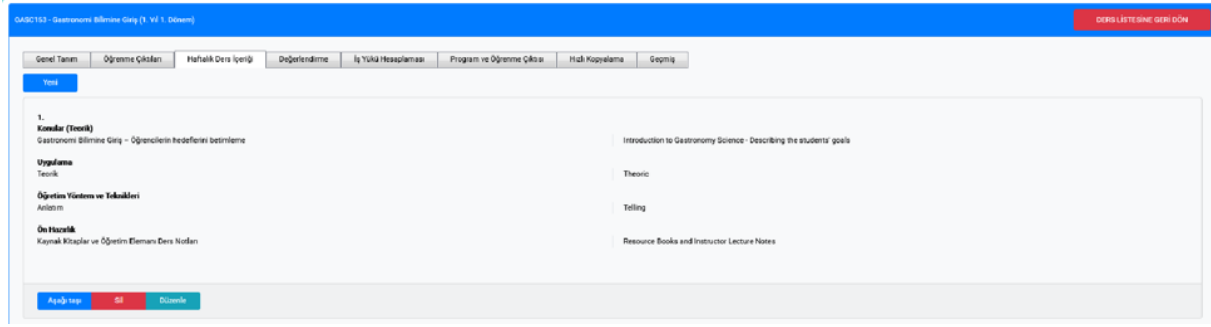 GASC153 - Gastronomi Bilimine Giriş (1. Yıl 1. Dönem)
DERS LİSTESİNE GERİ DÖN
Genel Tanım
Öğrenme Çıktıları
Haftalık Ders İçeriği
Değerlendirme
İş Yükü Hesaplaması
Program ve Öğrenme Çıktısı
Hızlı Kopyalama
Geçmiş
Yeni
1.
Konular (Teorik)
Gastronomi Bilimine Giriş – Öğrencilerin hedeflerini betimleme
Introduction to Gastronomy Science - Describing the students' goals
Uygulama
Teorik
Theoric
Öğretim Yöntem ve Teknikleri
Anlatım
Telling
Ön Hazırlık
Kaynak Kitaplar ve Öğretim Elemanı Ders Notları
Resource Books and Instructor Lecture Notes
Aşağı taşı
Sil
Düzenle